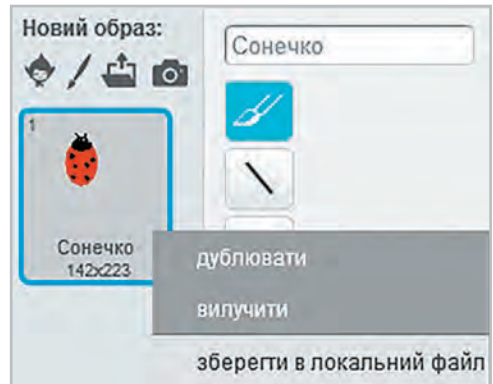 Новий образ:
Сонечко
1
Сонечко
142x223
дублювати
вилучити
зберегти в локальний файл